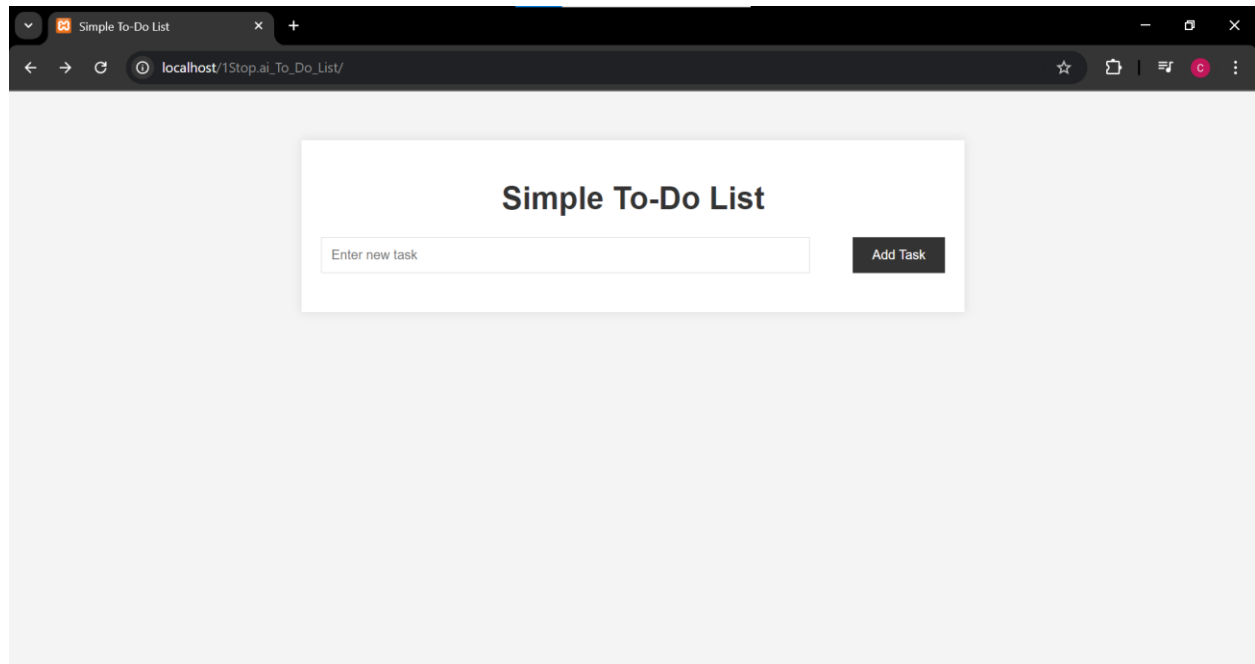 Simple To-Do List
localhost/1Stop.ai_To_Do_List/
C
Simple To-Do List
Enter new task
Add Task